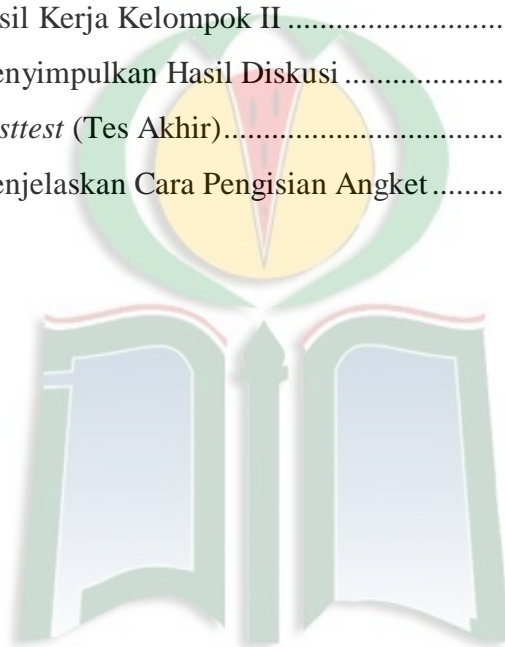 sil Kerja Kelompok II ..........................
enyimpulkan Hasil Diskusi ...................
sttest (Tes Akhir)..................................
enjelaskan Cara Pengisian Angket ..........